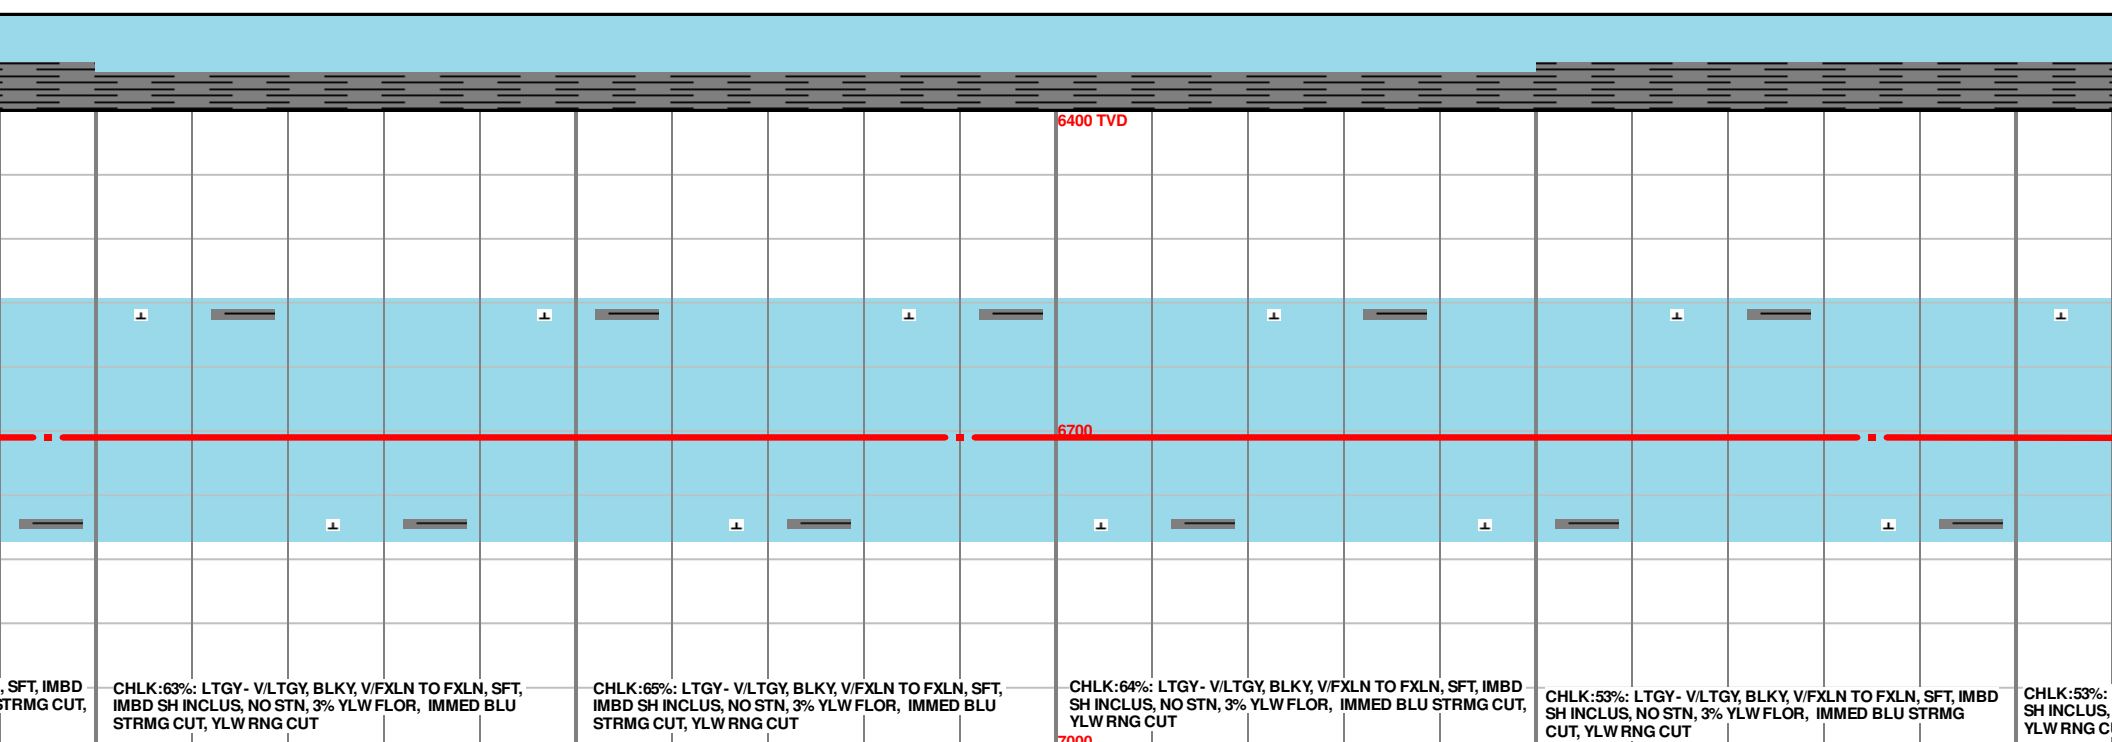 6400 TVD
6700
, SFT, IMBD
STRMG CUT,
CHLK:63%: LTGY- V/LTGY, BLKY, V/FXLN TO FXLN, SFT,
IMBD SH INCLUS, NO STN, 3% YLW FLOR, IMMED BLU
STRMG CUT, YLW RNG CUT
CHLK:65%: LTGY- V/LTGY, BLKY, V/FXLN TO FXLN, SFT,
IMBD SH INCLUS, NO STN, 3% YLW FLOR, IMMED BLU
STRMG CUT, YLW RNG CUT
CHLK:64%: LTGY- V/LTGY, BLKY, V/FXLN TO FXLN, SFT, IMBD
SH INCLUS, NO STN, 3% YLW FLOR, IMMED BLU STRMG CUT,
YLW RNG CUT
7000
CHLK:53%: LTGY- V/LTGY, BLKY, V/FXLN TO FXLN, SFT, IMBD
SH INCLUS, NO STN, 3% YLW FLOR, IMMED BLU STRMG
CUT, YLW RNG CUT
CHLK:53%:
SH INCLUS,
YLW RNG